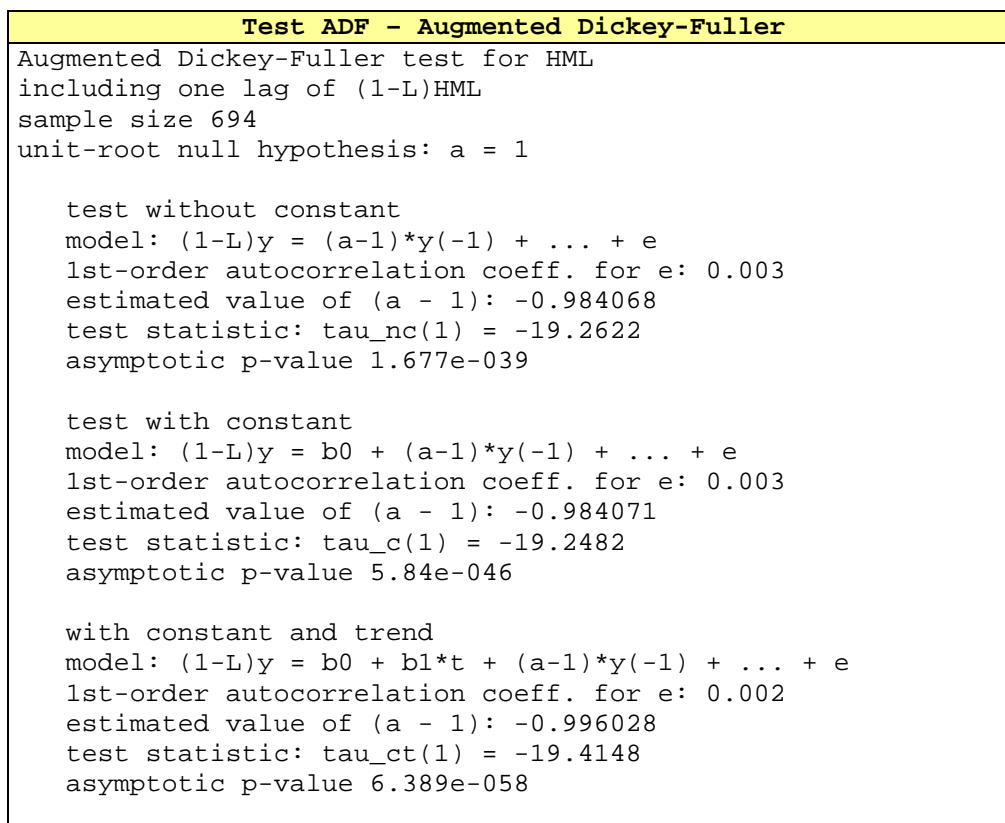 Test ADF – Augmented Dickey-Fuller
Augmented Dickey-Fuller test for HML
including one lag of (1-L)HML
sample size 694
unit-root null hypothesis: a = 1
test without constant
model: (1-L)y = (a-1)*y(-1) + ... + e
1st-order autocorrelation coeff. for e: 0.003
estimated value of (a - 1): -0.984068
test statistic: tau_nc(1) = -19.2622
asymptotic p-value 1.677e-039
test with constant
model: (1-L)y = b0 + (a-1)*y(-1) + ... + e
1st-order autocorrelation coeff. for e: 0.003
estimated value of (a - 1): -0.984071
test statistic: tau_c(1) = -19.2482
asymptotic p-value 5.84e-046
with constant and trend
model: (1-L)y = b0 + b1*t + (a-1)*y(-1) + ... + e
1st-order autocorrelation coeff. for e: 0.002
estimated value of (a - 1): -0.996028
test statistic: tau_ct(1) = -19.4148
asymptotic p-value 6.389e-058